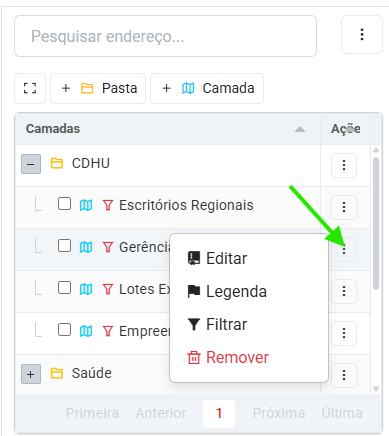 Pesquisar endereço...
+ Pasta
+ Camada
Camadas
Açõe
CDHU
Escritórios Regionais
Gerência
Editar
Lotes Ex
Legenda
Filtrar
Empreen
Remover
+ Saúde
Primeira Anterior 1 Próxima Última